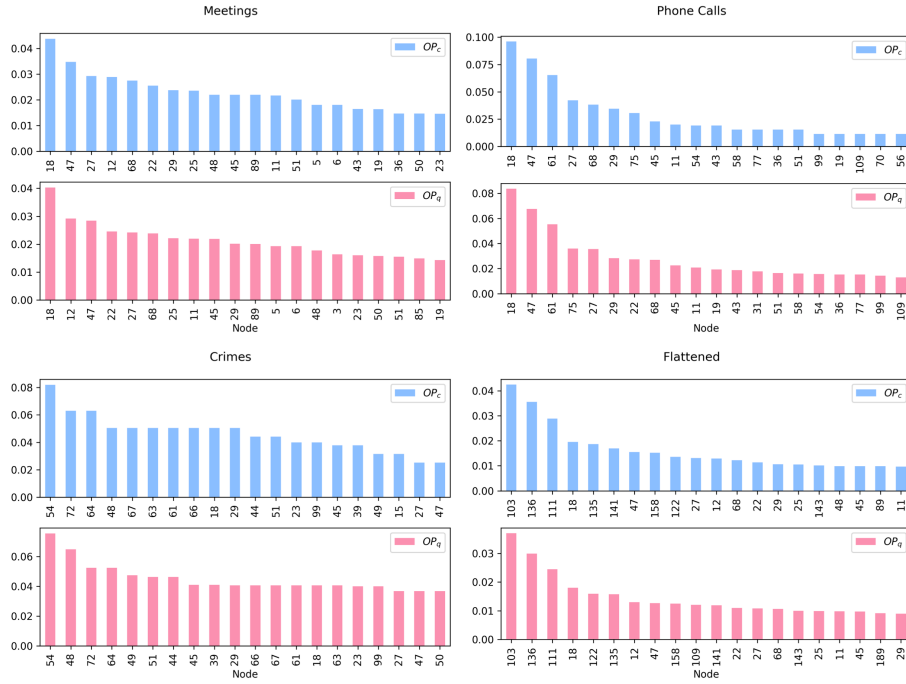 Meetings
0.04
0.03
0.02
0.01
0.00
OPc
18 47 27 12 68 22 29 25 48 45 89 11 51 5 6 43 19 36 50 23
0.04
0.03
0.02
0.01
0.00
OPq
18 12 47 22 27 68 25 11 45 29 89 5 6 48 3 23 50 51 85 19
Node
Phone Calls
0.100
0.075
0.050
0.025
0.000
OPc
18 47 61 27 68 29 75 45 11 54 43 58 77 36 51 99 19 109 70 56
0.08
0.06
0.04
0.02
0.00
OPq
18 47 61 75 27 29 22 68 45 11 19 43 31 51 58 54 36 77 99 109
Node
Crimes
0.08
0.06
0.04
0.02
0.00
OPc
54 72 64 48 67 63 61 66 18 29 44 51 23 99 45 39 49 15 27 47
0.06
0.04
0.02
0.00
OPq
54 48 72 64 49 51 44 45 39 29 66 67 61 18 63 23 99 27 47 50
Node
Flattened
0.04
0.03
0.02
0.01
0.00
OPc
103 136 111 18 135 141 47 158 122 27 12 68 22 29 25 143 48 45 89 11
0.03
0.02
0.01
0.00
OPq
103 136 111 18 122 135 12 47 158 109 141 22 27 68 143 25 11 45 189 29
Node